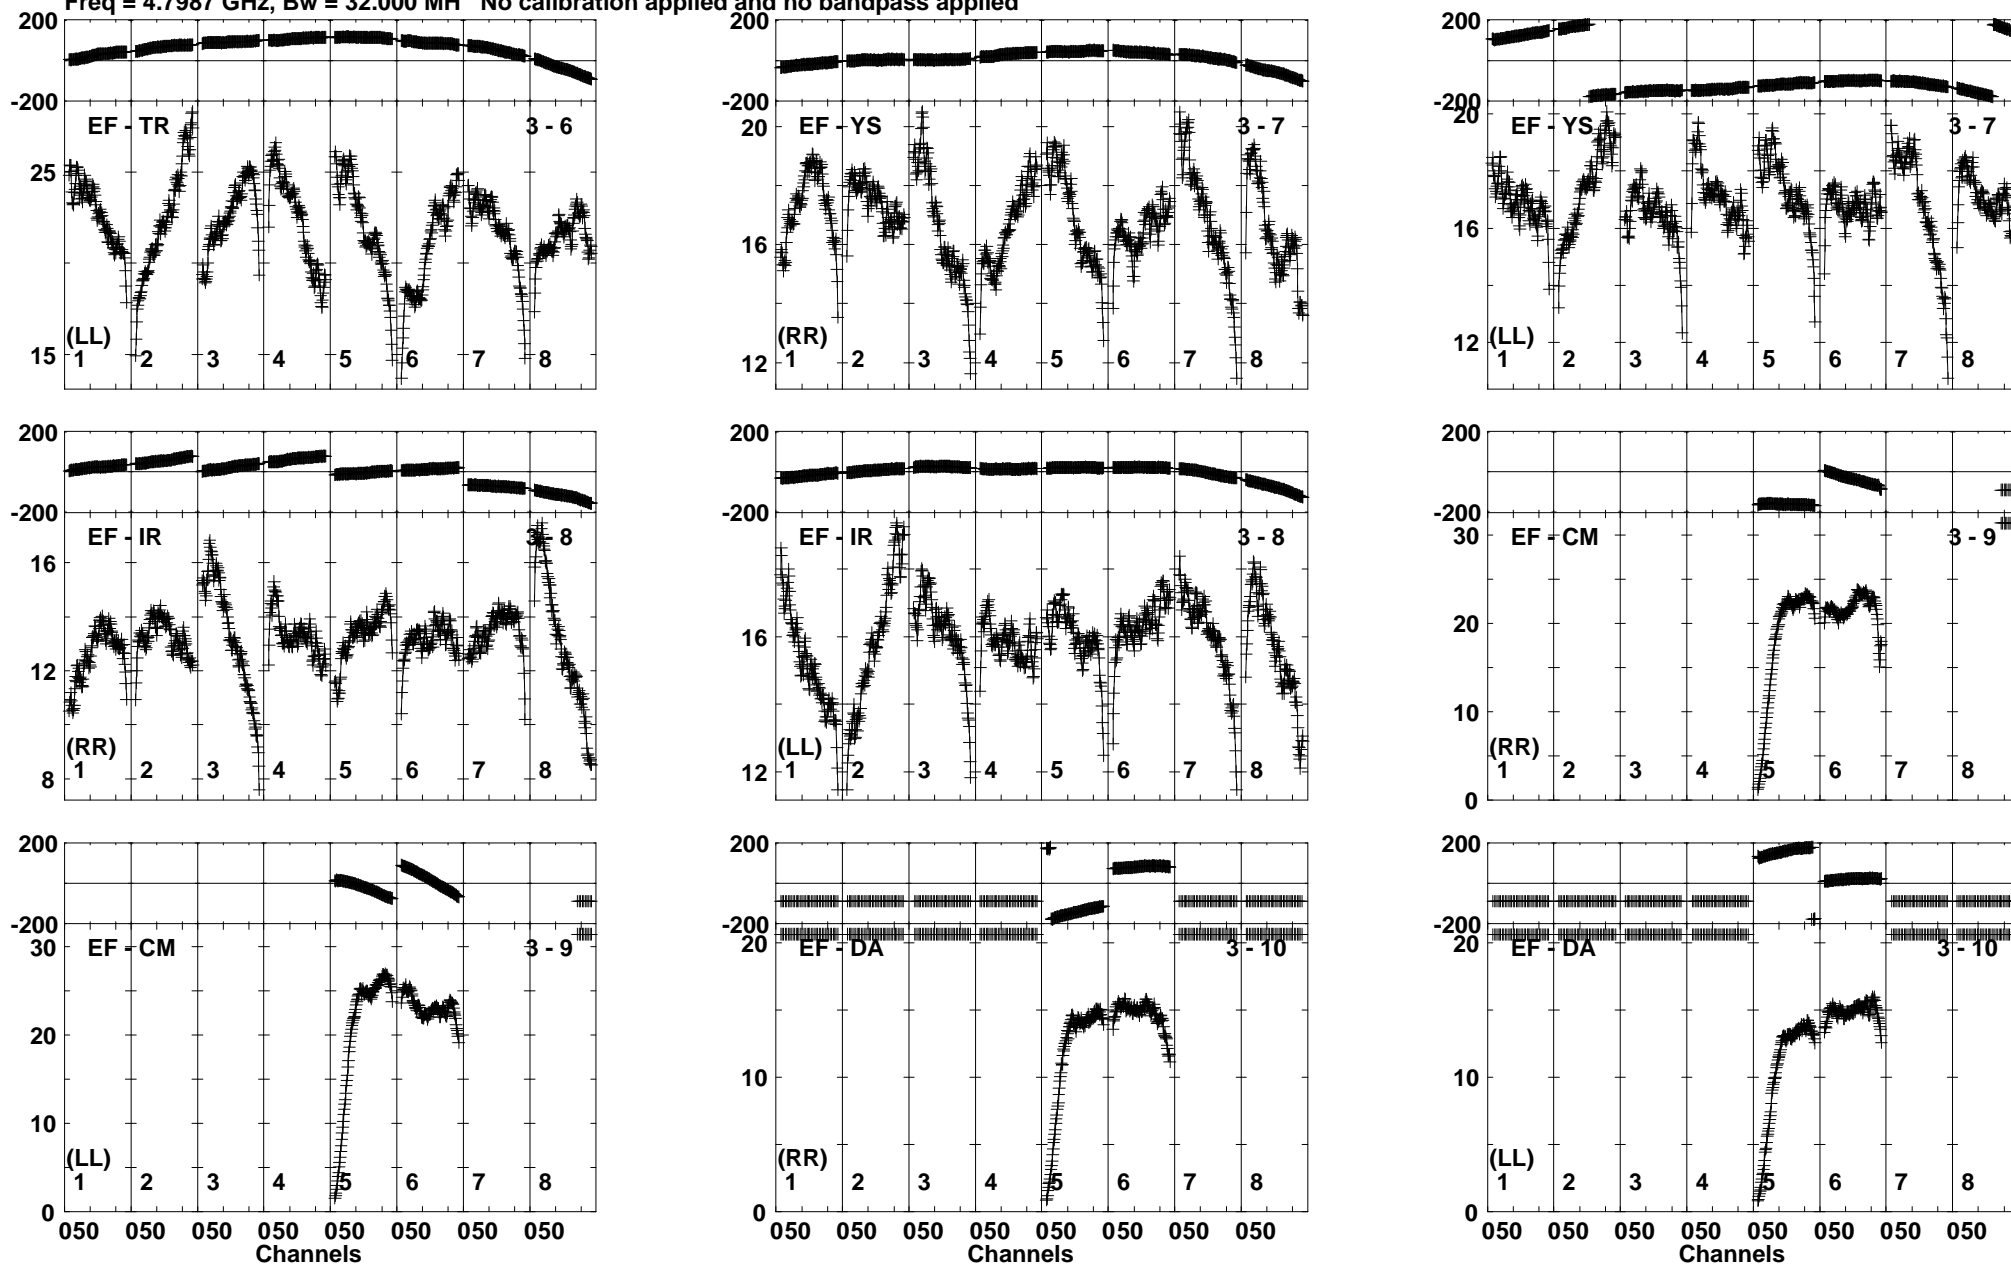 Freq = 4.7987 GHz, Bw = 32.000 MH No calibration applied and no bandpass applied
200 200 200
-200 -200 -200
EF - TR 3 - 6 EF - YS 3 - 7 EF - YS 3 - 7
20 20
25
16 16
(LL) (RR) (LL)
15 12 12
1 2 3 4 5 6 7 8 1 2 3 4 5 6 7 8 1 2 3 4 5 6 7 8
200 200 200
-200 -200 -200
EF - IR 3 - 8 EF - IR 3 - 8 EF - CM 3 - 9
16 30
12 16 20
10
(RR) (LL) (RR)
8 12 0
1 2 3 4 5 6 7 8 1 2 3 4 5 6 7 8 1 2 3 4 5 6 7 8
200 200 200
-200 -200 -200
EF - CM 3 - 9 EF - DA 3 - 10 EF - DA 3 - 10
30 20 20
20
10 10 10
(LL) (RR) (LL)
1 2 3 4 5 6 7 8 1 2 3 4 5 6 7 8 1 2 3 4 5 6 7 8
0 0 0
050 050 050 050 050 050 050 050 050 050 050 050 050 050 050 050 050 050 050 050 050 050 050 050
Channels Channels Channels